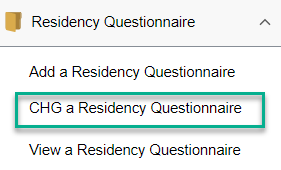 Residency Questionnaire
Add a Residency Questionnaire
CHG a Residency Questionnaire
View a Residency Questionnaire